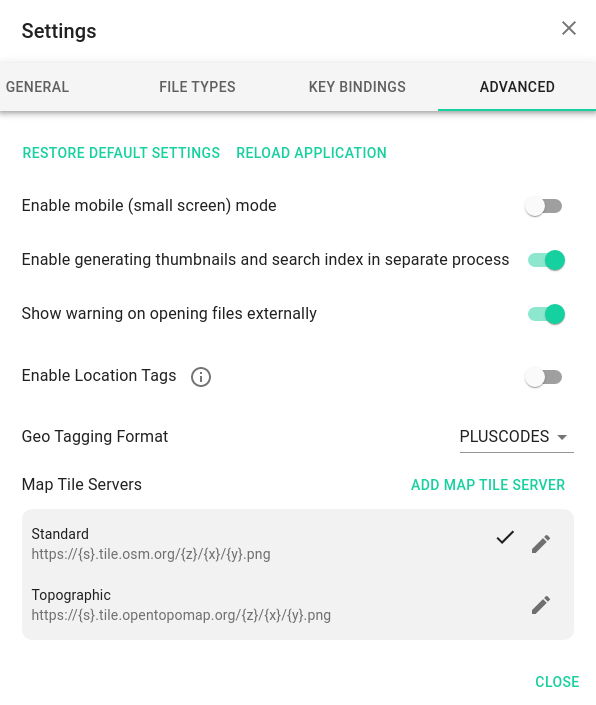 Settings
GENERAL FILE TYPES KEY BINDINGS ADVANCED
RESTORE DEFAULT SETTINGS RELOAD APPLICATION
Enable mobile (small screen) mode
Enable generating thumbnails and search index in separate process
Show warning on opening files externally
Enable Location Tags
Geo Tagging Format PLUSCODES
Map Tile Servers ADD MAP TILE SERVER
Standard
https://{s}.tile.osm.org/{z}/{x}/{y}.png
Topographic
https://{s}.tile.opentopomap.org/{z}/{x}/{y}.png
CLOSE